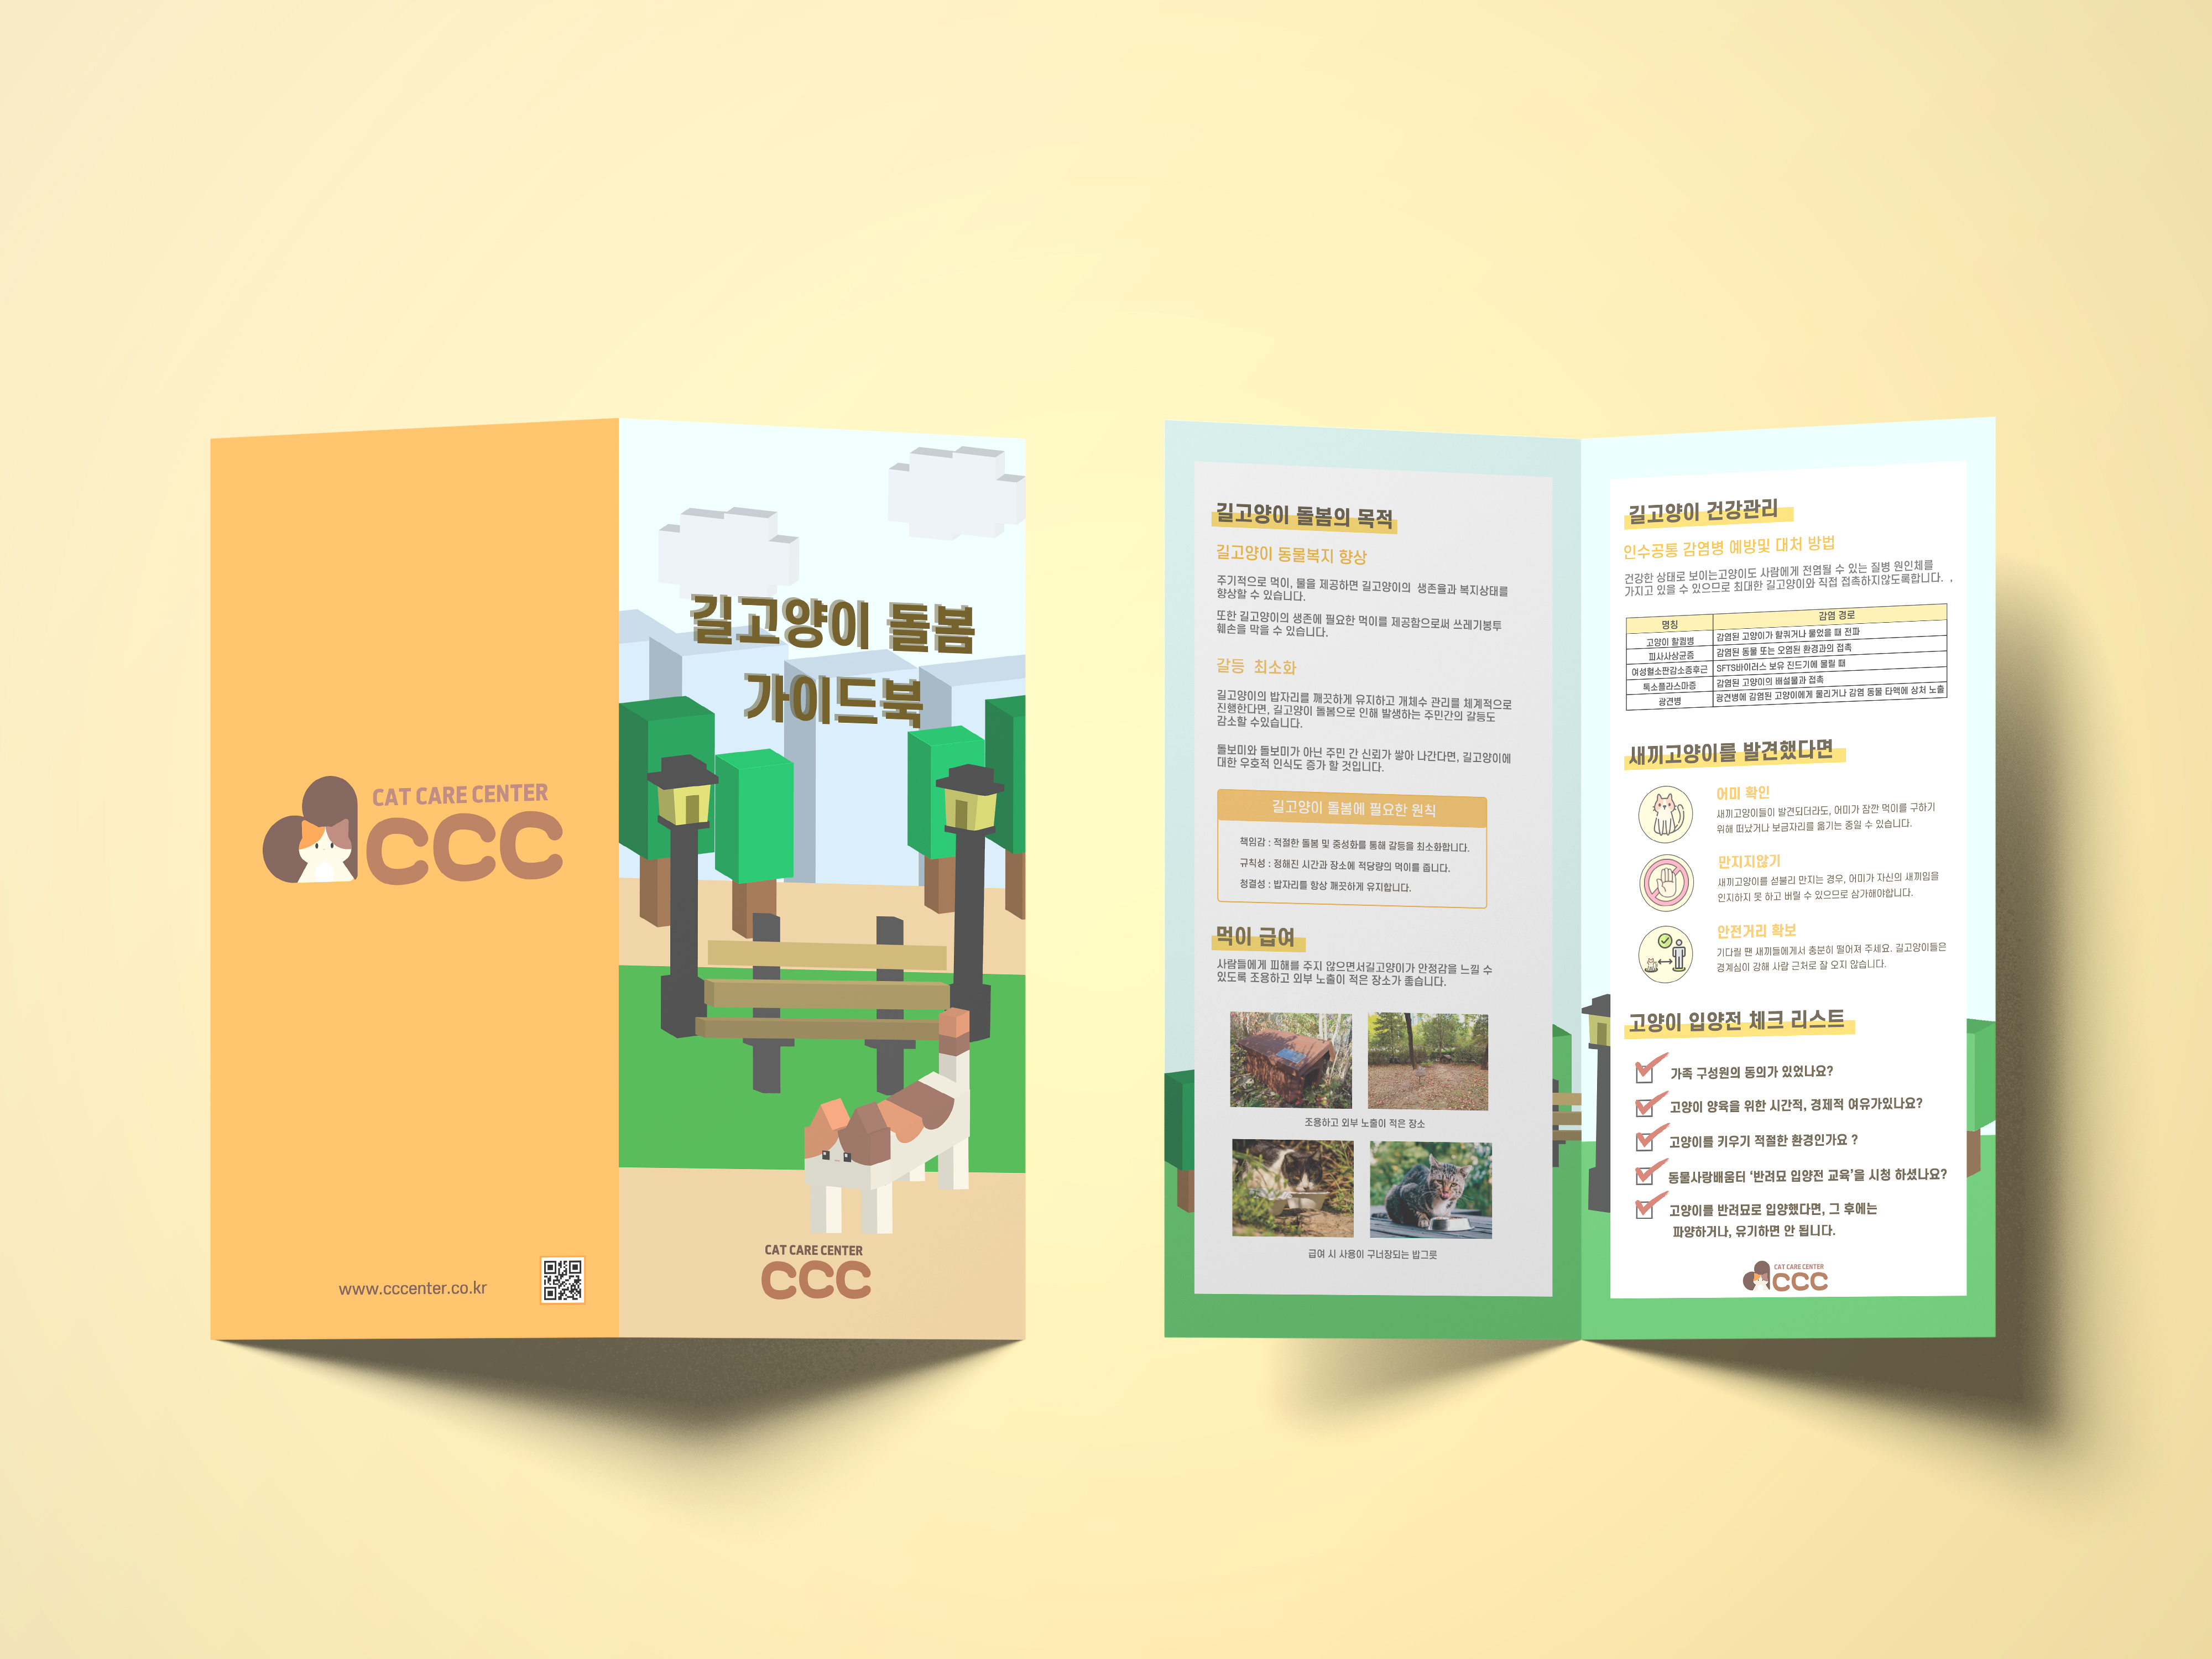 CAT CARE CENTER
CCC
www.cccenter.co.kr
길고양이 돌봄
가이드북
CAT CARE CENTER
CCC
길고양이 돌봄의 목적
길고양이 동물복지 향상
주기적으로 먹이, 물을 제공하면 길고양이의 생존율과 복지상태를
향상할 수 있습니다.
또한 길고양이의 생존에 필요한 먹이를 제공함으로써 쓰레기봉투
훼손을 막을 수 있습니다.
갈등 최소화
길고양이의 밥자리를 깨끗하게 유지하고 개체수 관리를 체계적으로
진행한다면, 길고양이 돌봄으로 인해 발생하는 주민간의 갈등도
감소할 수있습니다.
돌보미와 돌보미가 아닌 주민 간 신뢰가 쌓아 나간다면, 길고양이에
대한 우호적 인식도 증가 할 것입니다.
길고양이 돌봄에 필요한 원칙
책임감 : 적절한 돌봄 및 중성화를 통해 갈등을 최소화합니다.
규칙성 : 정해진 시간과 장소에 적당량의 먹이를 줍니다.
청결성 : 밥자리를 항상 깨끗하게 유지합니다.
먹이 급여
사람들에게 피해를 주지 않으면서길고양이가 안정감을 느낄 수
있도록 조용하고 외부 노출이 적은 장소가 좋습니다.
조용하고 외부 노출이 적은 장소
급여 시 사용이 구너장되는 밥그릇
길고양이 건강관리
인수공통 감염병 에방및 대처 방법
건강한 상태로 보이는고양이도 사람에게 전염될 수 있는 질병 원인체를
가지고 있을 수 있으므로 최대한 길고양이와 직접 접촉하지않도록합니다. ,
명칭 감염 경로
고양이 할큄병 감염된 고양이가 할퀴거나 물었을 때 전파
피사사상균증 감염된 동물 또는 오염된 환경과의 접촉
여성혈소판감소증후근 SFTS바이러스 보유 진드기에 물릴 때
톡소플라스마증 감염된 고양이의 배설물과 접촉
광견병 광견병에 감염된 고양이에게 물리거나 감염 동물 타액에 상처 노출
새끼고양이를 발견했다면
어미 확인
새끼고양이들이 발견되더라도, 어미가 잠깐 먹이를 구하기
위해 떠났거나 보금자리를 옮기는 중일 수 있습니다.
만지지않기
새끼고양이를 섣불리 만지는 경우, 어미가 자신의 새끼임을
인지하지 못 하고 버릴 수 있으므로 삼가해야합니다.
안전거리 확보
기다릴 땐 새끼들에게서 충분히 떨어져 주세요. 길고양이들은
경계심이 강해 사람 근처로 잘 오지 않습니다.
고양이 입양전 체크 리스트
가족 구성원의 동의가 있었나요?
고양이 양육을 위한 시간적, 경제적 여유가있나요?
고양이를 키우기 적절한 환경인가요 ?
동물사랑배움터 '반려묘 입양전 교육'을 시청 하셨나요?
고양이를 반려묘로 입양했다면, 그 후에는
파양하거나, 유기하면 안 됩니다.
CAT CARE CENTER
CCC